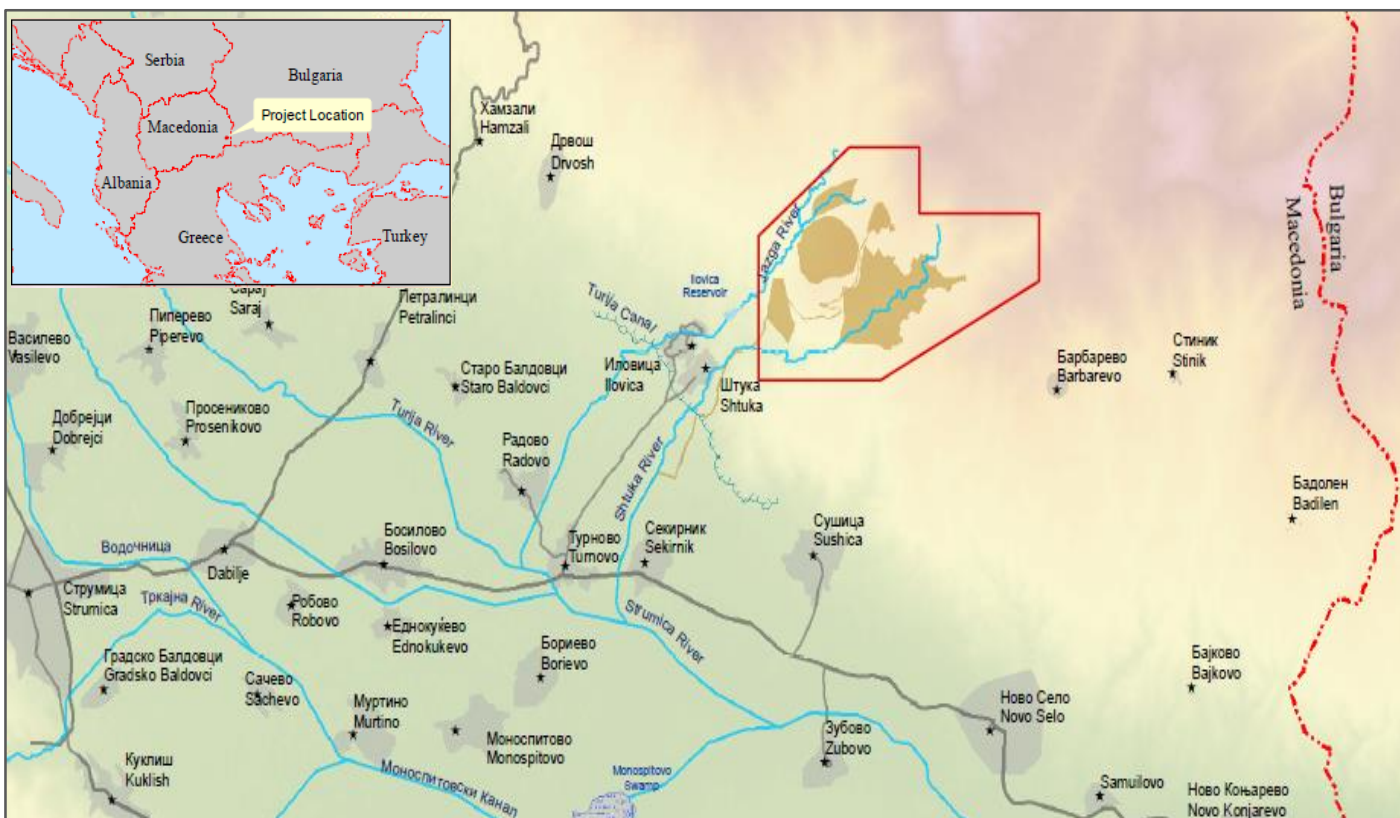 Serbia
Bulgaria
Macedonia
Project Location
Albania
Greece
Turkey
Хамзали
Hamzali
Дрвош
Drvosh
Jazga River
Bulgaria
Macedonia
Ilovica
Reservoir
Turija Canal
Сарај
Saraj
Петралинци
Petralinci
Пиперево
Piperevo
Василево
Vasilevo
Старо Балдовци
Staro Baldovci
Иловица
Ilovica
Штука
Shtuka
Барбарево
Barbarevo
Стиник
Stinik
Добрејци
Dobrejci
Просениково
Prosenikovo
Turija River
Радово
Radovo
Shtuka River
Бадолен
Badilen
Водочница
Dabilje
Босилово
Bosilovo
Турново
Turnovo
Секирник
Sekirnik
Сушица
Sushica
Струмица
Strumica
Тркајна River
Робово
Robovo
Еднокуќево
Ednokukevo
Strumica River
Бориево
Borievo
Градско Балдовци
Gradsko Baldovci
Сачево
Sachevo
Муртино
Murtino
Моноспитово
Monospitovo
Бајково
Bajkovo
Ново Село
Novo Selo
Зубово
Zubovo
Куклиш
Kuklish
Моноспитовски Канал
Monospitovo
Swamp
Samuilovo
Ново Коњарево
Novo Konjarevo